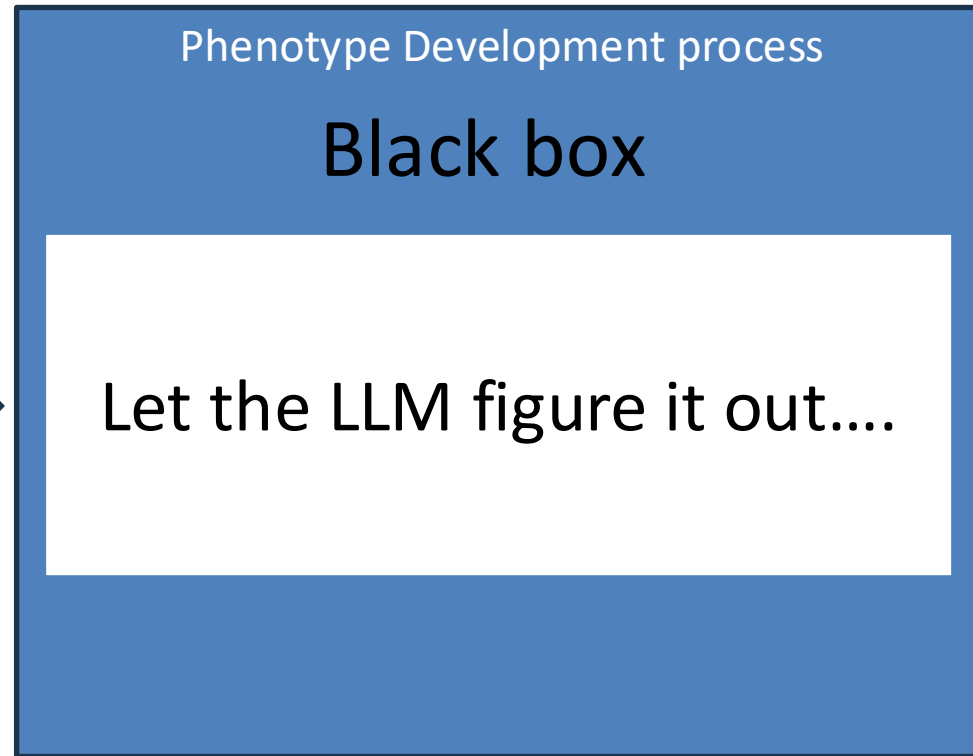 Phenotype Development process
Black box
Let the LLM figure it out....